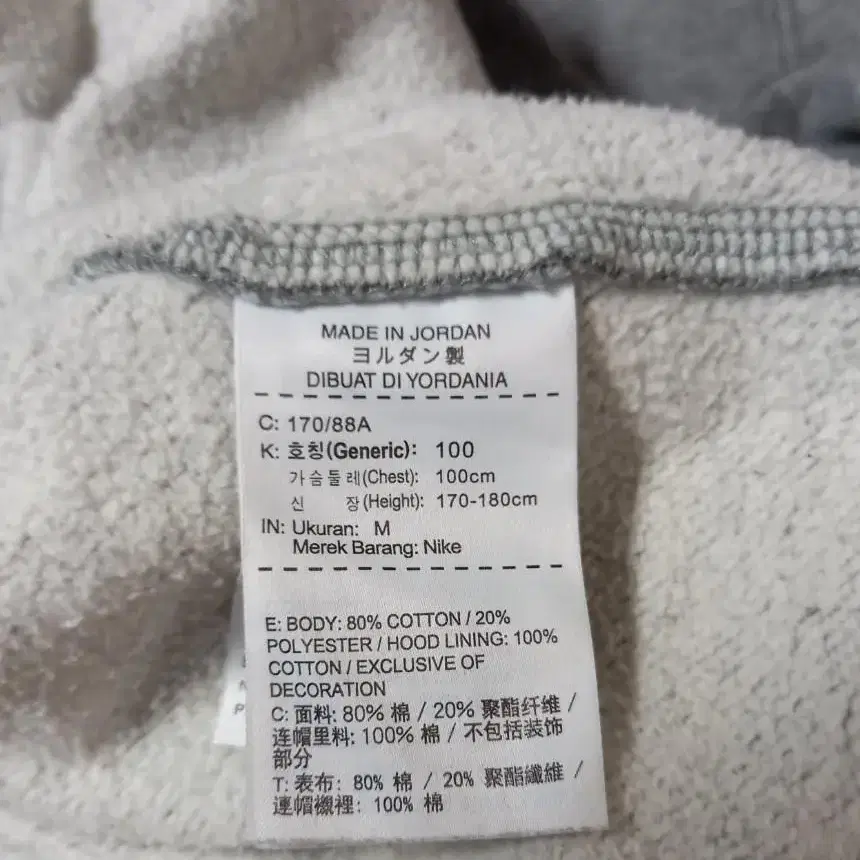 MADE IN JORDAN
ヨルダン製
DIBUAT DI YORDANIA
C: 170/88A
K: 호칭(Generic): 100
가슴둘레(Chest): 100cm
신 장(Height): 170-180cm
IN: Ukuran: M
Merek Barang: Nike
E: BODY: 80% COTTON / 20%
POLYESTER / HOOD LINING: 100%
COTTON / EXCLUSIVE OF
DECORATION
C: 面料: 80% 棉 / 20% 聚酯纤维 /
连帽里料: 100% 棉 / 不包括装饰
部分
T: 表布: 80% 棉 / 20% 聚酯纖維 /
連帽襯裡: 100% 棉